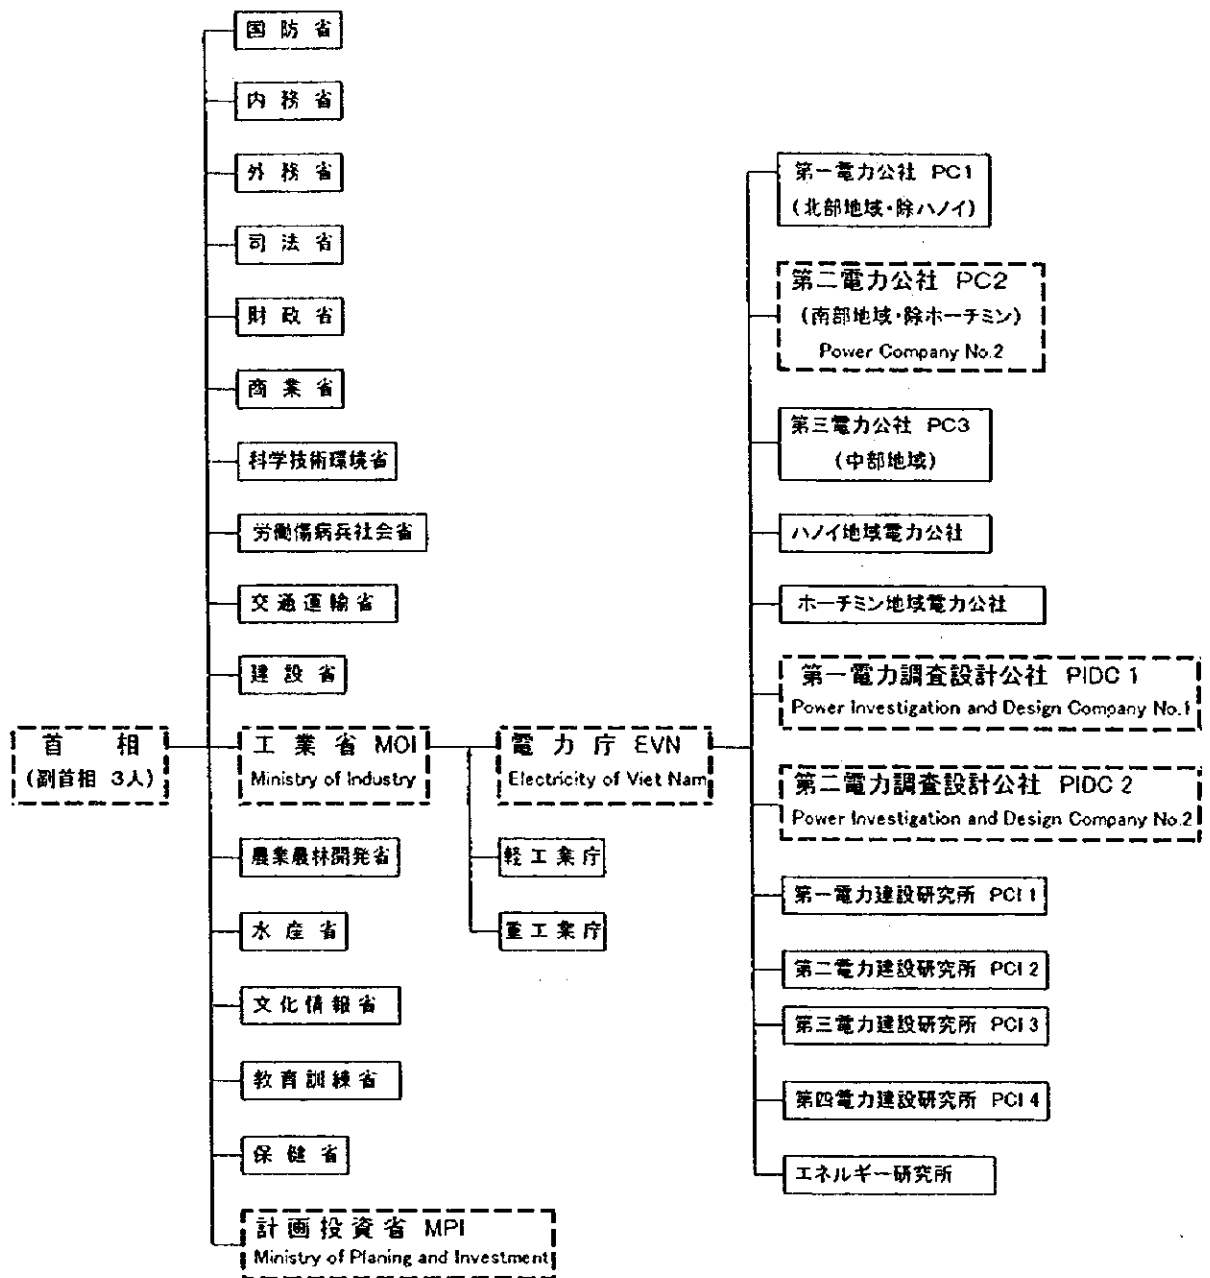 国防省
内務省
外務省
司法省
財政省
商業省
科学技術環境省
労働傷病兵社会省
交通運輸省
建設省
首相
(副首相 3人)
工業省 MOI
Ministry of Industry
農業農林開発省
水産省
文化情報省
教育訓練省
保健省
計画投資省 MPI
Ministry of Planing and Investment
電力庁 EVN
Electricity of Viet Nam
軽工業庁
重工業庁
第一電力公社 PC1
(北部地域・除ハノイ)
第二電力公社 PC2
(南部地域・除ホーチミン)
Power Company No.2
第三電力公社 PC3
(中部地域)
ハノイ地域電力公社
ホーチミン地域電力公社
第一電力調査設計公社 PIDC 1
Power Investigation and Design Company No.1
第二電力調査設計公社 PIDC 2
Power Investigation and Design Company No.2
第一電力建設研究所 PCI 1
第二電力建設研究所 PCI 2
第三電力建設研究所 PCI 3
第四電力建設研究所 PCI 4
エネルギー研究所